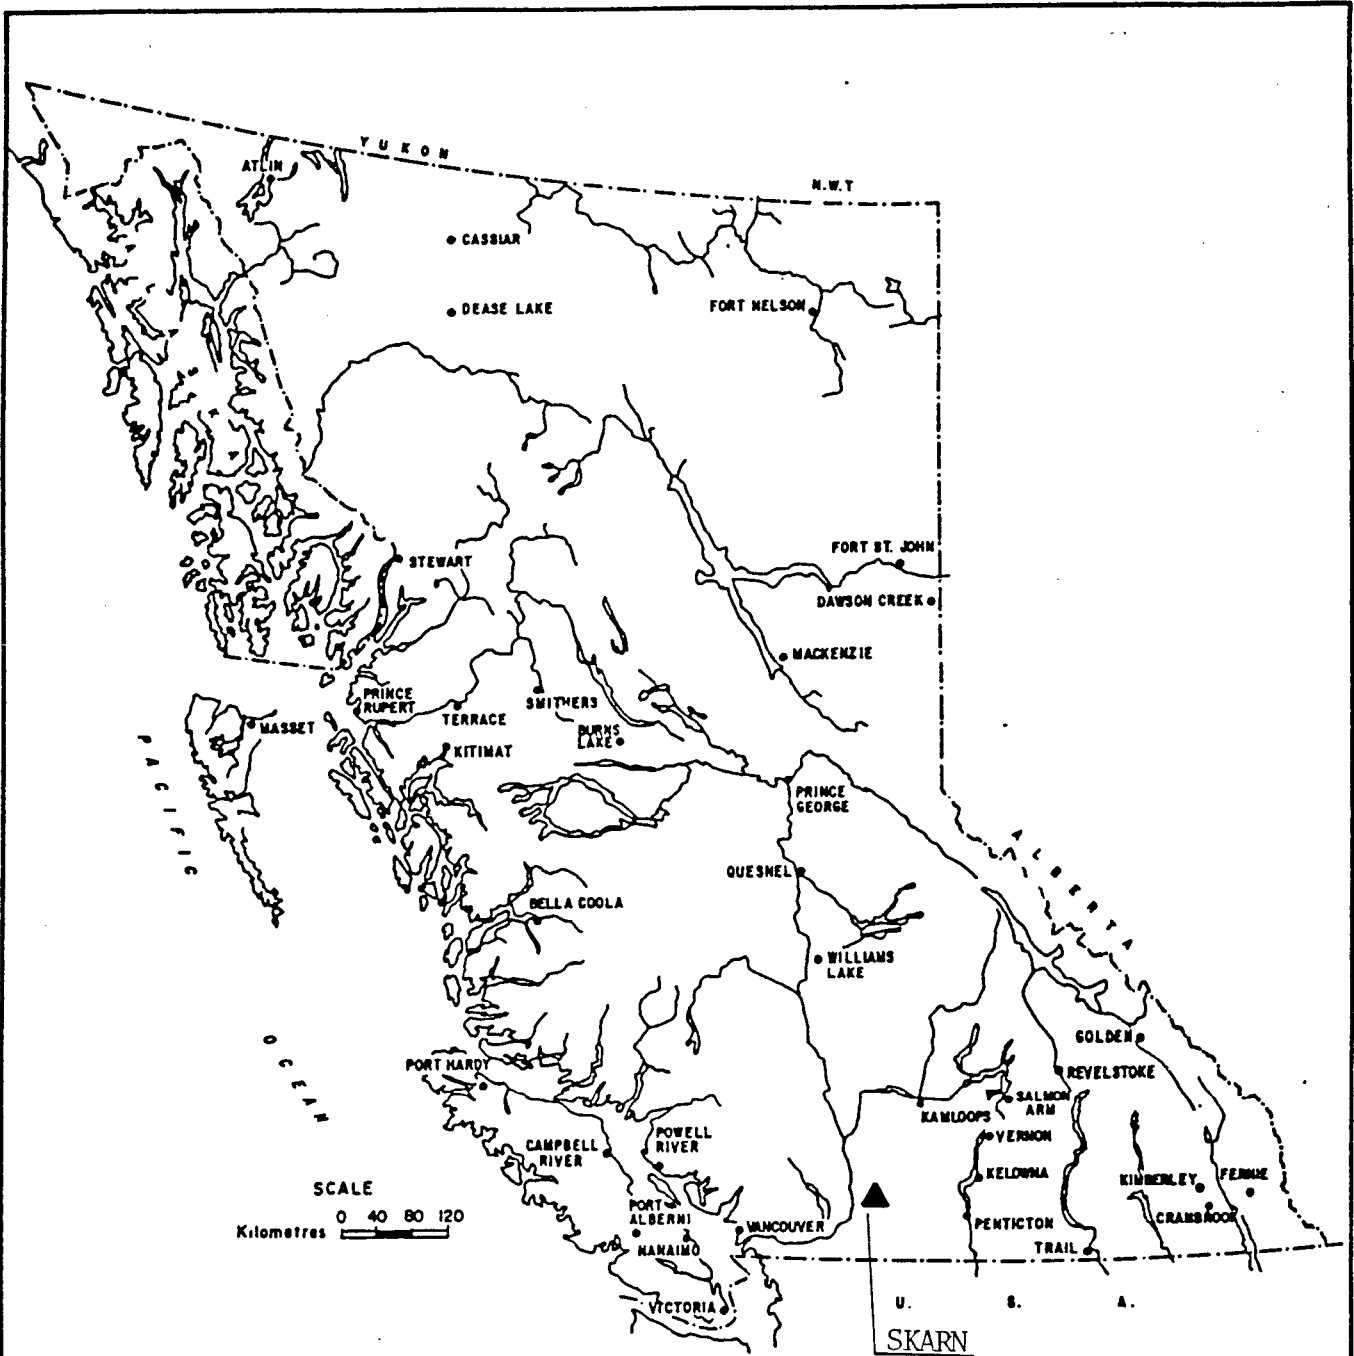 YUKON
N.W.T
ATLIN
CASSIAR
DEASE LAKE
FORT NELSON
FORT ST. JOHN
STEWART
DAWSON CREEK
MACKENZIE
PRINCE
RUPERT
SMITHERS
TERRACE
MASSET
BURNS
LAKE
KITIMAT
PACIFIC
PRINCE
GEORGE
ALBERTA
QUESNEL
BELLA COOLA
WILLIAMS
LAKE
OCEAN
GOLDEN
PORT HARDY
REVELSTOKE
SALMON
ARM
KAMLOOPS
CAMPBELL
RIVER
POWELL
RIVER
VERNON
KELOWNA
KIMBERLEY
FERNIE
SCALE
PORT
ALBERNI
CRANBROOK
Kilometres 0 40 80 120
VANCOUVER
PENTICTON
NANAIMO
TRAIL
VICTORIA
U. S. A.
SKARN